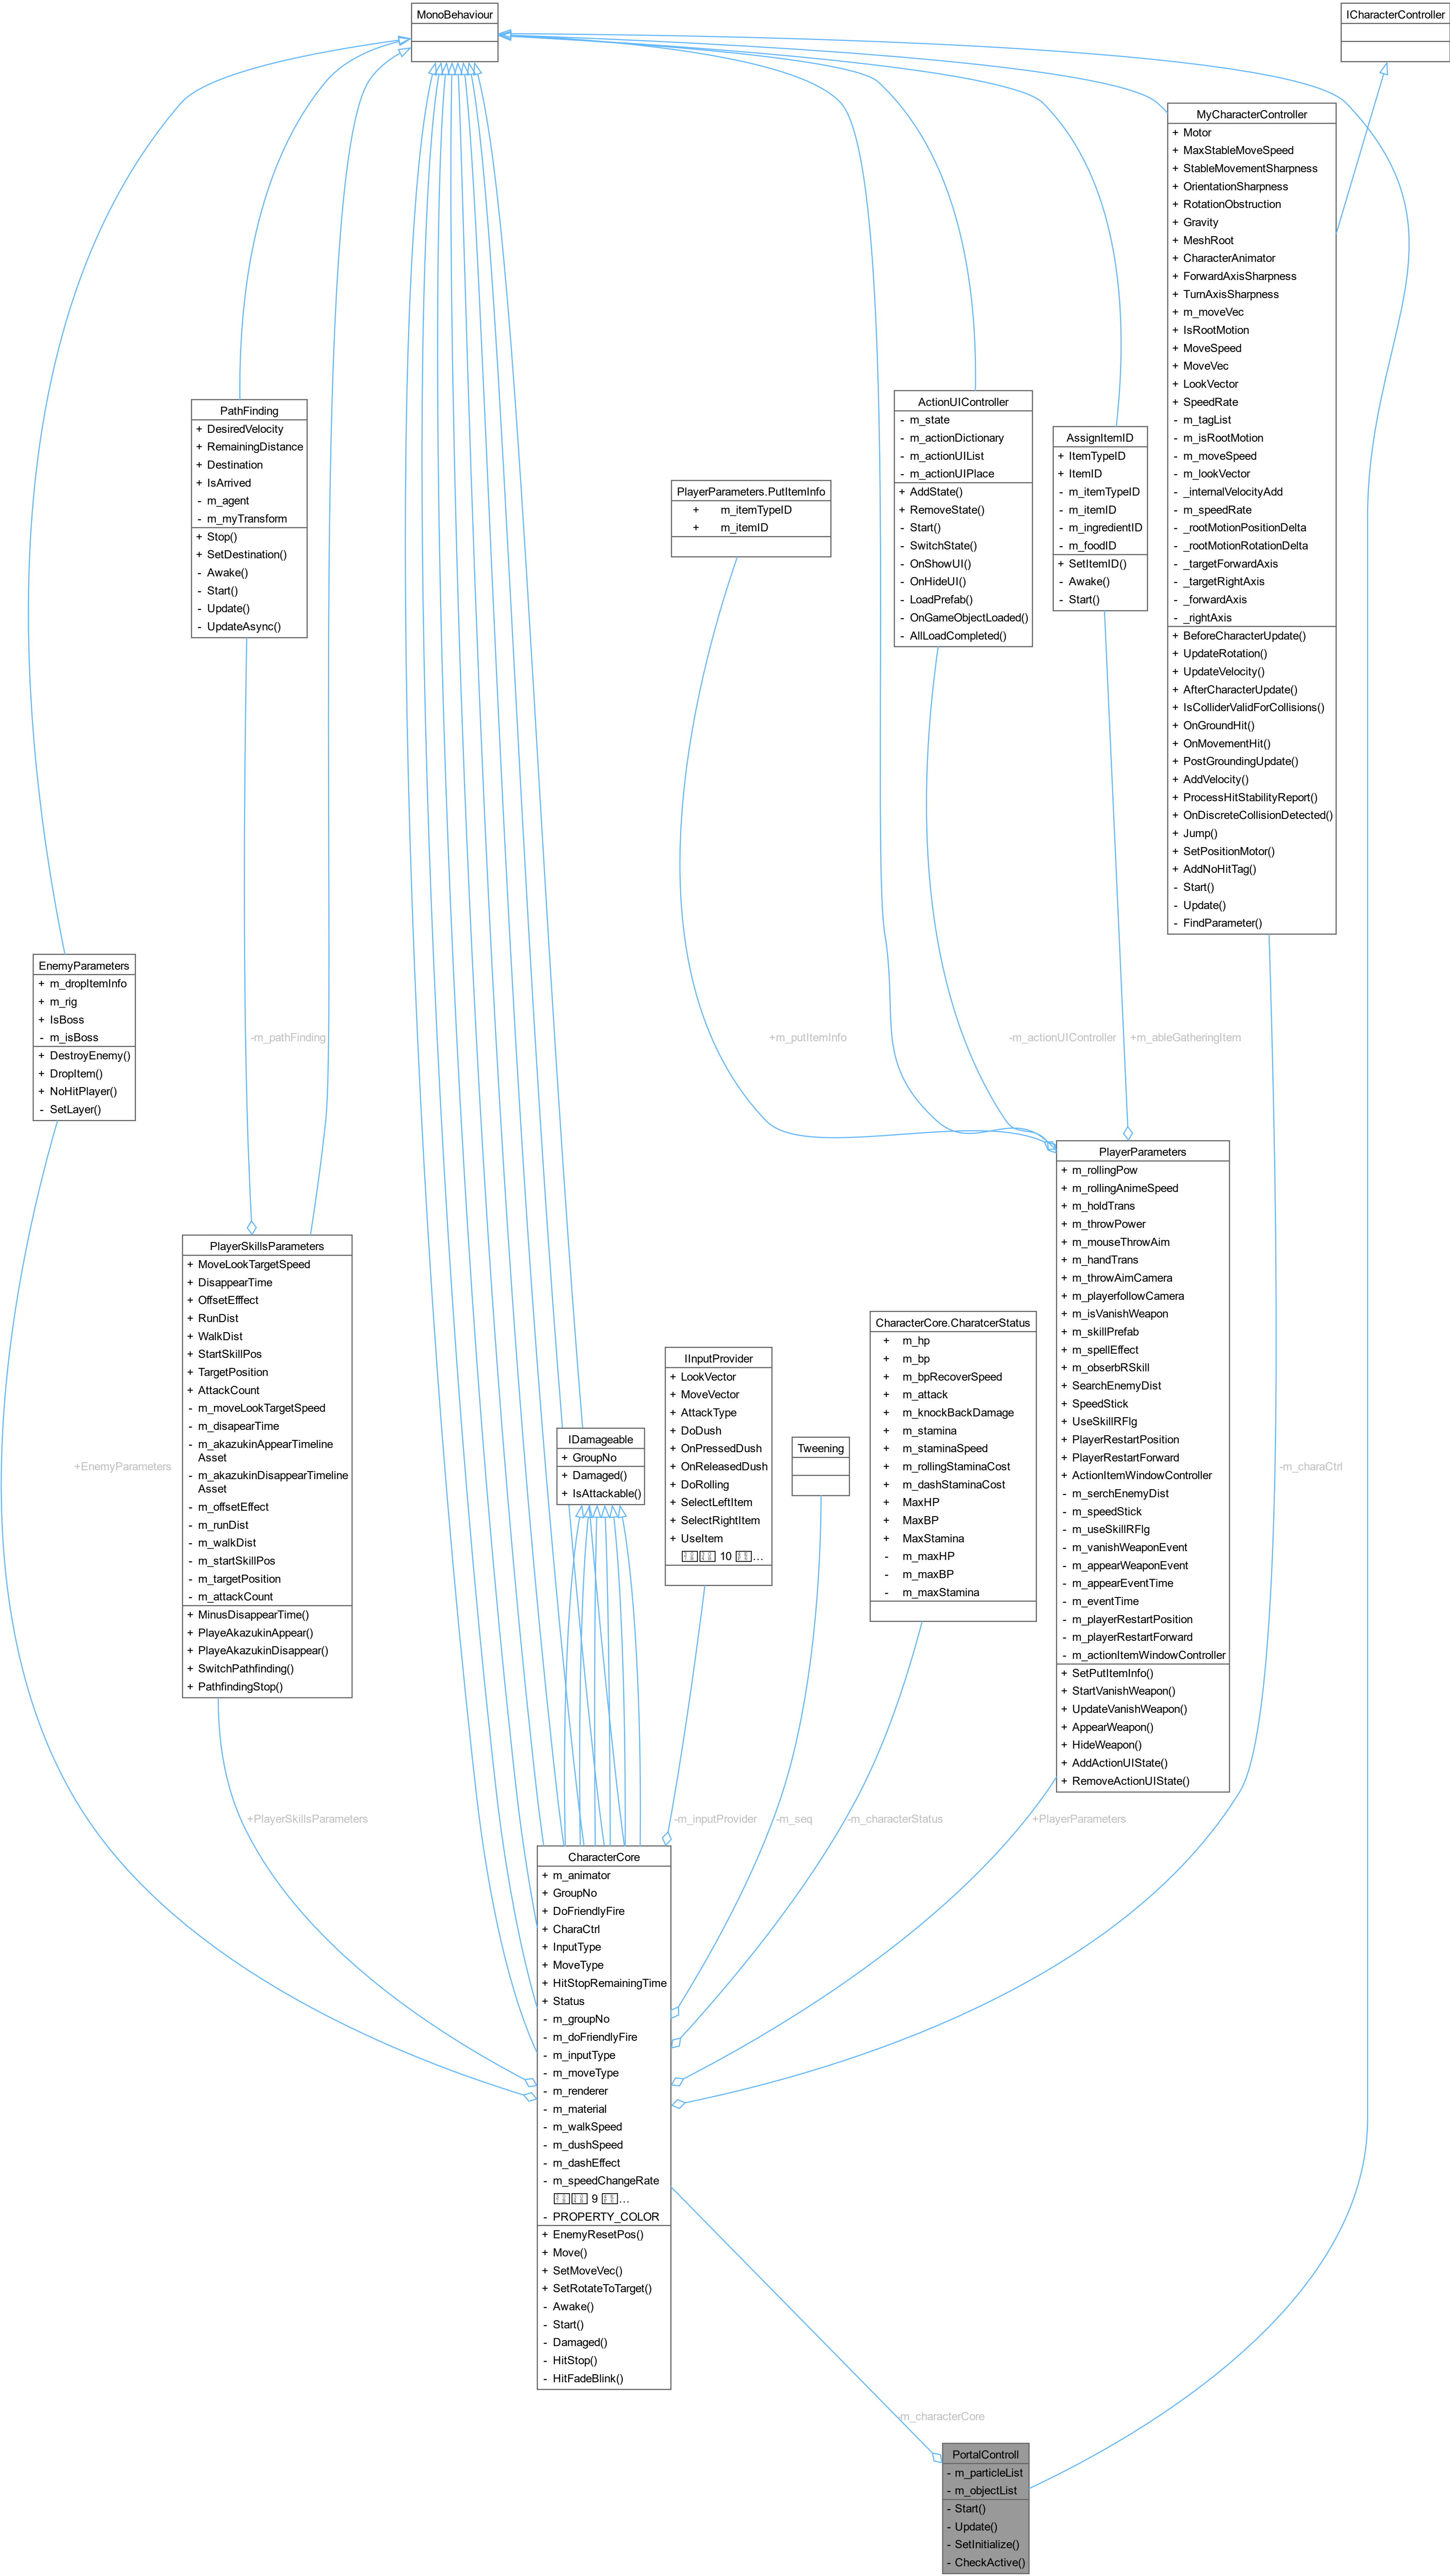 MonoBehaviour
ICharacterController
MyCharacterController
+ Motor
+ MaxStableMoveSpeed
+ StableMovementSharpness
+ OrientationSharpness
+ RotationObstruction
+ Gravity
+ MeshRoot
+ CharacterAnimator
+ ForwardAxisSharpness
+ TurnAxisSharpness
+ m_moveVec
+ IsRootMotion
+ MoveSpeed
+ MoveVec
+ LookVector
+ SpeedRate
- m_tagList
- m_isRootMotion
- m_moveSpeed
- m_lookVector
- _internalVelocityAdd
- m_speedRate
- _rootMotionPositionDelta
- _rootMotionRotationDelta
- _targetForwardAxis
- _targetRightAxis
- _forwardAxis
- _rightAxis
+ BeforeCharacterUpdate()
+ UpdateRotation()
+ UpdateVelocity()
+ AfterCharacterUpdate()
+ IsColliderValidForCollisions()
+ OnGroundHit()
+ OnMovementHit()
+ PostGroundingUpdate()
+ AddVelocity()
+ ProcessHitStabilityReport()
+ OnDiscreteCollisionDetected()
+ Jump()
+ SetPositionMotor()
+ AddNoHitTag()
- Start()
- Update()
- FindParameter()
PathFinding
+ DesiredVelocity
+ RemainingDistance
+ Destination
+ IsArrived
- m_agent
- m_myTransform
+ Stop()
+ SetDestination()
- Awake()
- Start()
- Update()
- UpdateAsync()
PlayerParameters.PutItemInfo
+ m_itemTypeID
+ m_itemID
ActionUIController
- m_state
- m_actionDictionary
- m_actionUIList
- m_actionUIPlace
+ AddState()
+ RemoveState()
- Start()
- SwitchState()
- OnShowUI()
- OnHideUI()
- LoadPrefab()
- OnGameObjectLoaded()
- AllLoadCompleted()
AssignItemID
+ ItemTypeID
+ ItemID
- m_itemTypeID
- m_itemID
- m_ingredientID
- m_foodID
+ SetItemID()
- Awake()
- Start()
EnemyParameters
+ m_dropItemInfo
+ m_rig
+ IsBoss
- m_isBoss
+ DestroyEnemy()
+ DropItem()
+ NoHitPlayer()
- SetLayer()
-m_pathFinding
+m_putItemInfo
-m_actionUIController
+m_ableGatheringItem
PlayerParameters
+ m_rollingPow
+ m_rollingAnimeSpeed
+ m_holdTrans
+ m_throwPower
+ m_mouseThrowAim
+ m_handTrans
+ m_throwAimCamera
+ m_playerfollowCamera
+ m_isVanishWeapon
+ m_skillPrefab
+ m_spellEffect
+ m_obserbRSkill
+ SearchEnemyDist
+ SpeedStick
+ UseSkillRFlg
+ PlayerRestartPosition
+ PlayerRestartForward
+ ActionItemWindowController
- m_serchEnemyDist
- m_speedStick
- m_useSkillRFlg
- m_vanishWeaponEvent
- m_appearWeaponEvent
- m_appearEventTime
- m_eventTime
- m_playerRestartPosition
- m_playerRestartForward
- m_actionItemWindowController
+ SetPutItemInfo()
+ StartVanishWeapon()
+ UpdateVanishWeapon()
+ AppearWeapon()
+ HideWeapon()
+ AddActionUIState()
+ RemoveActionUIState()
PlayerSkillsParameters
+ MoveLookTargetSpeed
+ DisappearTime
+ OffsetEfffect
+ RunDist
+ WalkDist
+ StartSkillPos
+ TargetPosition
+ AttackCount
- m_moveLookTargetSpeed
- m_disapearTime
- m_akazukinAppearTimeline
Asset
- m_akazukinDisappearTimeline
Asset
- m_offsetEffect
- m_runDist
- m_walkDist
- m_startSkillPos
- m_targetPosition
- m_attackCount
+ MinusDisappearTime()
+ PlayeAkazukinAppear()
+ PlayeAkazukinDisappear()
+ SwitchPathfinding()
+ PathfindingStop()
CharacterCore.CharatcerStatus
+ m_hp
+ m_bp
+ m_bpRecoverSpeed
+ m_attack
+ m_knockBackDamage
+ m_stamina
+ m_staminaSpeed
+ m_rollingStaminaCost
+ m_dashStaminaCost
+ MaxHP
+ MaxBP
+ MaxStamina
- m_maxHP
- m_maxBP
- m_maxStamina
IInputProvider
+ LookVector
+ MoveVector
+ AttackType
+ DoDush
+ OnPressedDush
+ OnReleasedDush
+ DoRolling
+ SelectLeftItem
+ SelectRightItem
+ UseItem
10 ...
IDamageable
+ GroupNo
+ Damaged()
+ IsAttackable()
Tweening
+EnemyParameters
-m_charaCtrl
+PlayerSkillsParameters
-m_inputProvider
-m_seq
-m_characterStatus
+PlayerParameters
CharacterCore
+ m_animator
+ GroupNo
+ DoFriendlyFire
+ CharaCtrl
+ InputType
+ MoveType
+ HitStopRemainingTime
+ Status
- m_groupNo
- m_doFriendlyFire
- m_inputType
- m_moveType
- m_renderer
- m_material
- m_walkSpeed
- m_dushSpeed
- m_dashEffect
- m_speedChangeRate
9 ...
- PROPERTY_COLOR
+ EnemyResetPos()
+ Move()
+ SetMoveVec()
+ SetRotateToTarget()
- Awake()
- Start()
- Damaged()
- HitStop()
- HitFadeBlink()
-m_characterCore
PortalControll
- m_particleList
- m_objectList
- Start()
- Update()
- SetInitialize()
- CheckActive()